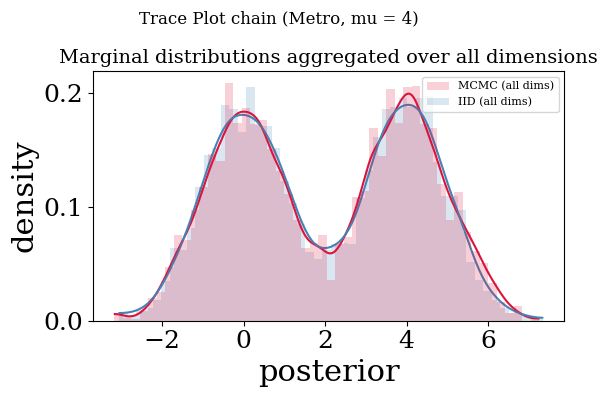 Trace Plot chain (Metro, mu = 4)
Marginal distributions aggregated over all dimensions
MCMC (all dims)
IID (all dims)
density
0.2
0.1
0.0
−2 0 2 4 6
posterior